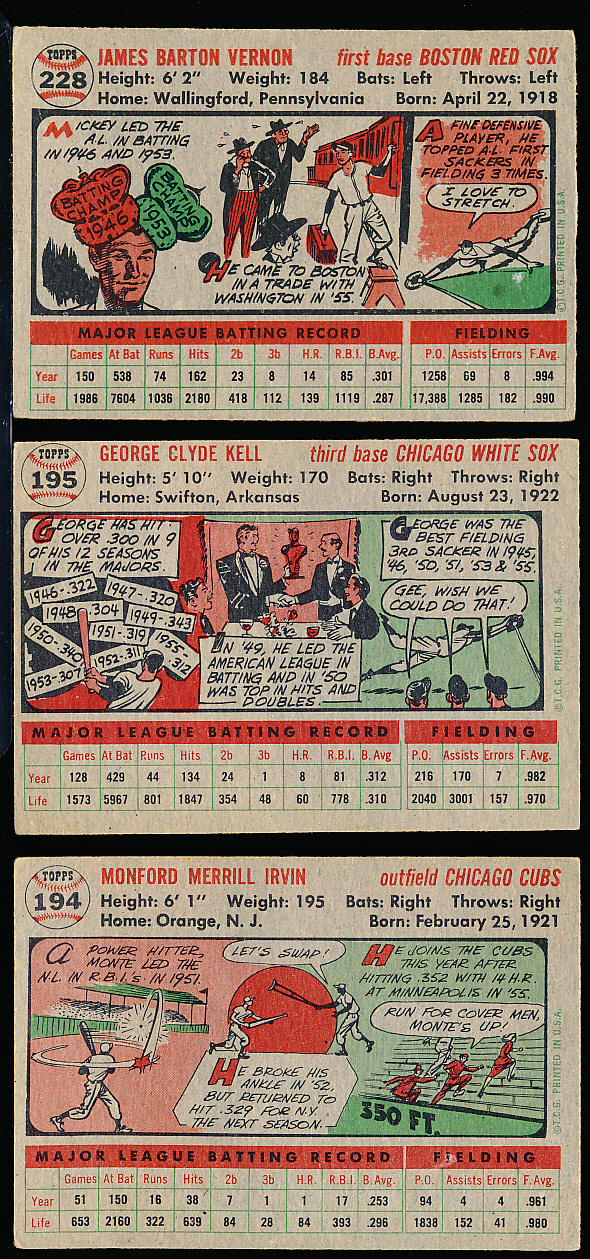 TOPPS
228
JAMES BARTON VERNON first base BOSTON RED SOX
Height: 6' 2" Weight: 184 Bats: Left Throws: Left
Home: Wallingford, Pennsylvania Born: April 22, 1918
MICKEY LED THE
A.L. IN BATTING
IN 1946 AND 1953.
BATTING
CHAMP
1946
BATTING
CHAMP
1953
HE CAME TO BOSTON
IN A TRADE WITH
WASHINGTON IN '55.
A FINE DEFENSIVE
PLAYER, HE
TOPPED A.L. FIRST
SACKERS IN
FIELDING 3 TIMES.
I LOVE TO
STRETCH.
©T.C.G. PRINTED IN U.S.A.
MAJOR LEAGUE BATTING RECORD FIELDING
Games At Bat Runs Hits 2b 3b H.R. R.B.I. B.Avg. P.O. Assists Errors F.Avg.
Year 150 538 74 162 23 8 14 85 .301 1258 69 8 .994
Life 1986 7604 1036 2180 418 112 139 1119 .287 17,388 1285 182 .990
TOPPS
195
GEORGE CLYDE KELL third base CHICAGO WHITE SOX
Height: 5' 10" Weight: 170 Bats: Right Throws: Right
Home: Swifton, Arkansas Born: August 23, 1922
GEORGE HAS HIT
OVER .300 IN 9
OF HIS 12 SEASONS
IN THE MAJORS.
1946-.322
1947-.320
1948-.304
1949-.343
1950-.340
1951-.319
1952-.311
1953-.307
1955-.312
IN '49, HE LED THE
AMERICAN LEAGUE IN
BATTING AND IN '50
WAS TOP IN HITS AND
DOUBLES.
GEORGE WAS THE
BEST FIELDING
3RD SACKER IN 1945,
'46, '50, '51, '53 & '55.
GEE, WISH WE
COULD DO THAT!
©T.C.G. PRINTED IN U.S.A.
MAJOR LEAGUE BATTING RECORD FIELDING
Games At Bat Runs Hits 2b 3b H.R. R.B.I. B.Avg P.O. Assists Errors F.Avg.
Year 128 429 44 134 24 1 8 81 .312 216 170 7 .982
Life 1573 5967 801 1847 354 48 60 778 .310 2040 3001 157 .970
TOPPS
194
MONFORD MERRILL IRVIN outfield CHICAGO CUBS
Height: 6' 1" Weight: 195 Bats: Right Throws: Right
Home: Orange, N. J. Born: February 25, 1921
A POWER HITTER,
MONTE LED THE
N.L. IN R.B.I.s IN 1951.
LET'S SWAP!
HE BROKE HIS
ANKLE IN '52,
BUT RETURNED TO
HIT .329 FOR N.Y.
THE NEXT SEASON.
HE JOINS THE CUBS
THIS YEAR AFTER
HITTING .352 WITH 14 H.R.
AT MINNEAPOLIS IN '55.
RUN FOR COVER MEN,
MONTE'S UP!
350 FT.
©T.C.G. PRINTED IN U.S.A.
MAJOR LEAGUE BATTING RECORD FIELDING
Games At Bat Runs Hits 2b 3b H.R. R.B.I. B.Avg. P.O. Assists Errors F.Avg.
Year 51 150 16 38 7 1 1 17 .253 94 4 4 .961
Life 653 2160 322 639 84 28 84 393 .296 1838 152 41 .980